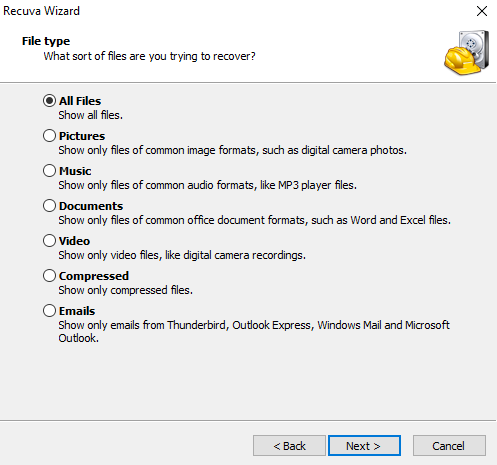 Recuva Wizard
File type
What sort of files are you trying to recover?
All Files
Show all files.
Pictures
Show only files of common image formats, such as digital camera photos.
Music
Show only files of common audio formats, like MP3 player files.
Documents
Show only files of common office document formats, such as Word and Excel files.
Video
Show only video files, like digital camera recordings.
Compressed
Show only compressed files.
Emails
Show only emails from Thunderbird, Outlook Express, Windows Mail and Microsoft
Outlook.
< Back
Next >
Cancel